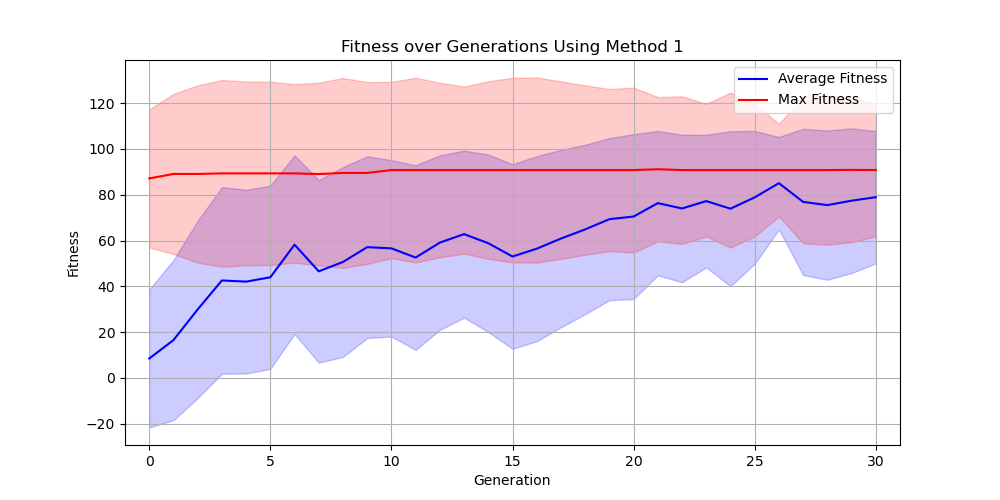 Fitness over Generations Using Method 1
Average Fitness
Max Fitness
120
100
80
60
40
20
0
−20
Fitness
0 5 10 15 20 25 30
Generation